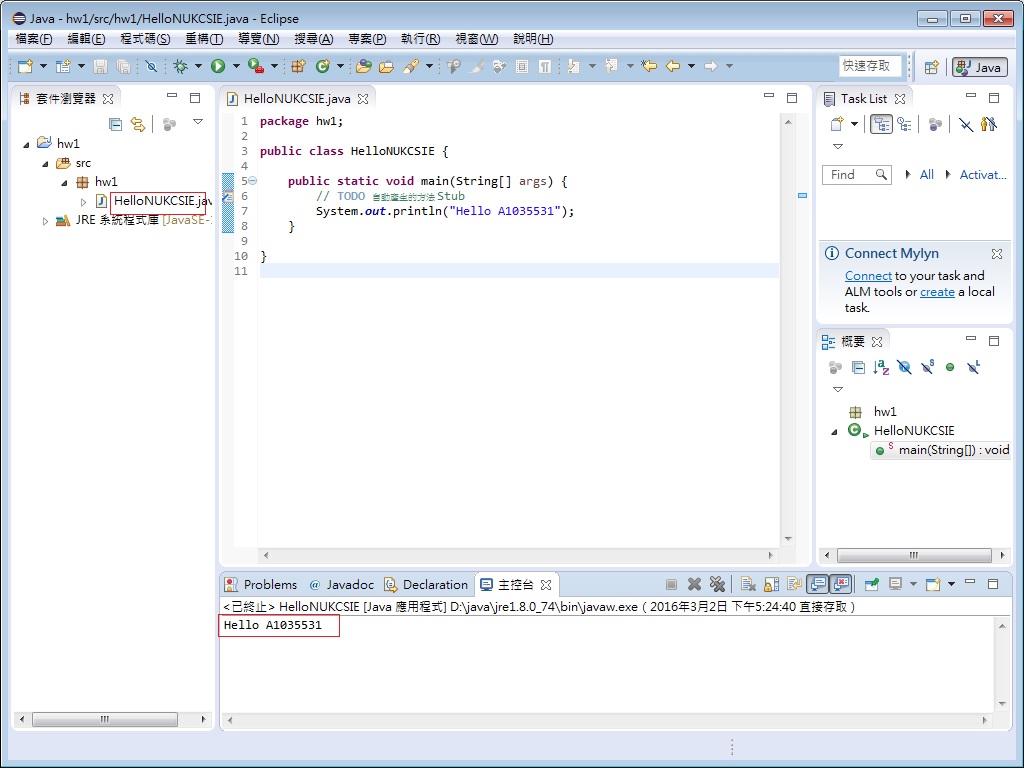 Java - hw1/src/hw1/HelloNUKCSIE.java - Eclipse
檔案(F) 編輯(E) 程式碼(S) 重構(T) 導覽(N) 搜尋(A) 專案(P) 執行(R) 視窗(W) 說明(H)
快速存取 Java
套件瀏覽器
hw1
src
hw1
HelloNUKCSIE.jav
JRE 系統程式庫 [JavaSE-1
HelloNUKCSIE.java
1 package hw1;
2
3 public class HelloNUKCSIE {
4
5 public static void main(String[] args) {
6 // TODO 自動產生的方法 Stub
7 System.out.println("Hello A1035531");
8 }
9
10 }
11
Task List
Find All Activat...
Connect Mylyn
Connect to your task and
ALM tools or create a local
task.
概要
hw1
HelloNUKCSIE
main(String[]) : void
Problems @ Javadoc Declaration 主控台
<已終止> HelloNUKCSIE [Java 應用程式] D:\java\jre1.8.0_74\bin\javaw.exe ( 2016年3月2日 下午5:24:40 直接存取 )
Hello A1035531